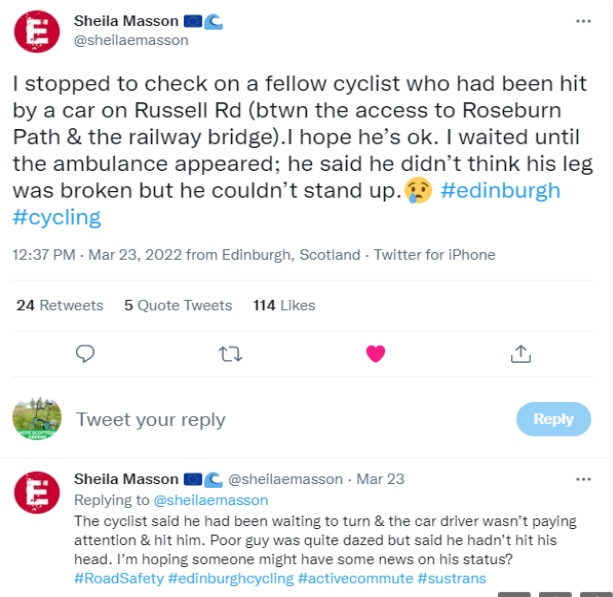 Sheila Masson
@sheilaemasson
I stopped to check on a fellow cyclist who had been hit
by a car on Russell Rd (btwn the access to Roseburn
Path & the railway bridge).I hope he's ok. I waited until
the ambulance appeared; he said he didn't think his leg
was broken but he couldn't stand up.😢 #edinburgh
#cycling
12:37 PM · Mar 23, 2022 from Edinburgh, Scotland · Twitter for iPhone
24 Retweets 5 Quote Tweets 114 Likes
Tweet your reply
Reply
Sheila Masson @sheilaemasson · Mar 23
Replying to @sheilaemasson
The cyclist said he had been waiting to turn & the car driver wasn't paying
attention & hit him. Poor guy was quite dazed but said he hadn't hit his
head. I'm hoping someone might have some news on his status?
#RoadSafety #edinburghcycling #activecommute #sustrans